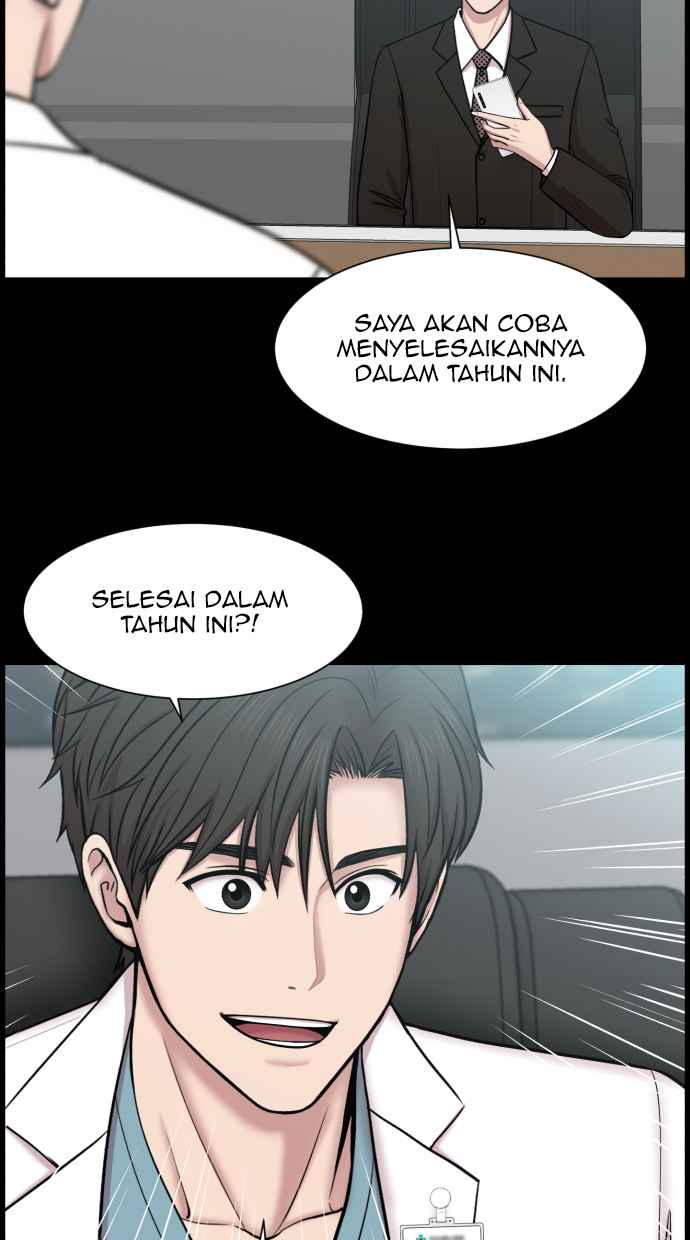 SAYA AKAN COBA
MENYELESAIKANNYA
DALAM TAHUN INI.
SELESAI DALAM
TAHUN INI?!